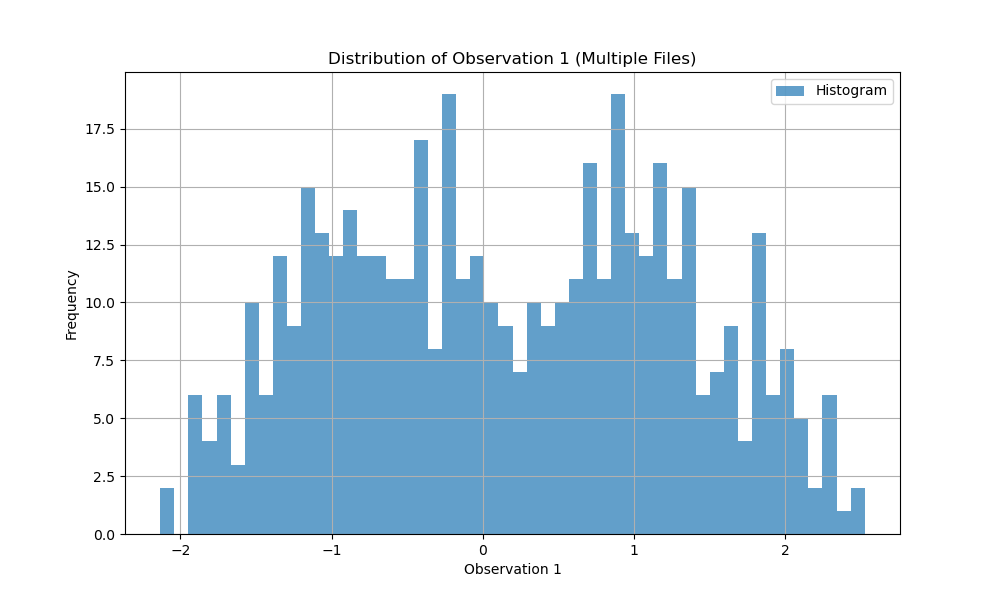 Distribution of Observation 1 (Multiple Files)
Histogram
Frequency
17.5
15.0
12.5
10.0
7.5
5.0
2.5
0.0
−2 −1 0 1 2
Observation 1